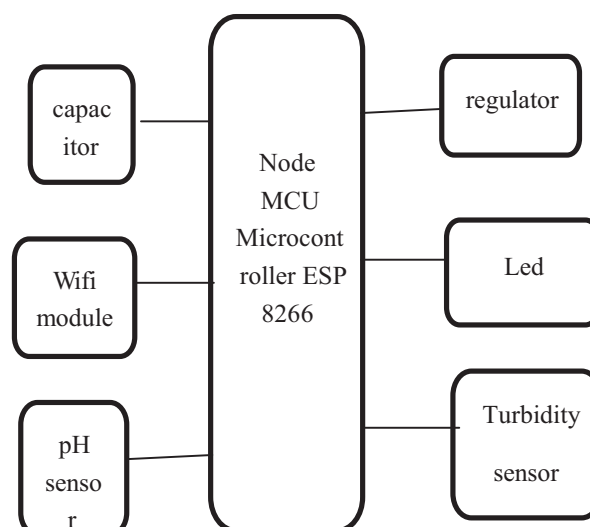 capac
itor
Wifi
module
pH
senso
r
Node
MCU
Microcont
roller ESP
8266
regulator
Led
Turbidity
sensor